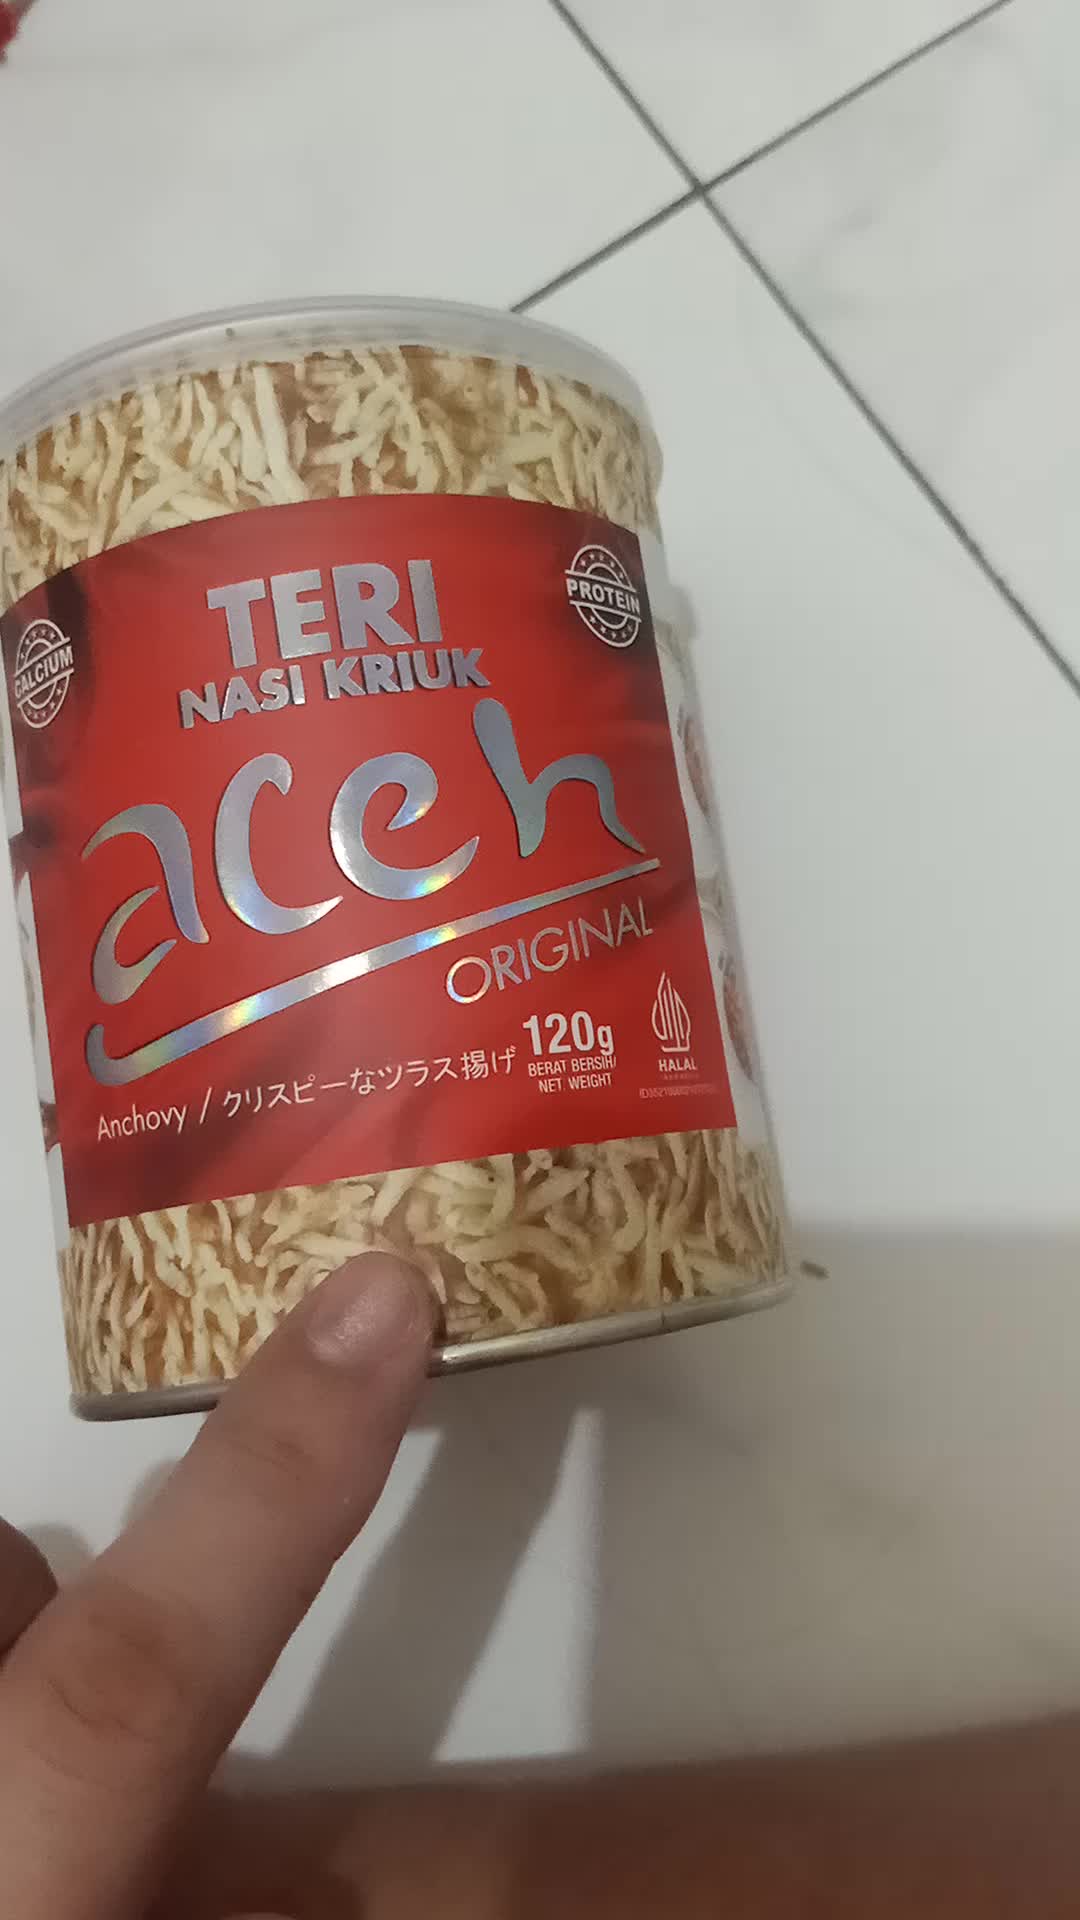 TERI
NASI KRIUK
PROTEIN
CALCIUM
aceh
ORIGINAL
120g
BERAT BERSIH/
NET WEIGHT
HALAL
Anchovy / クリスピーなツラス揚げ